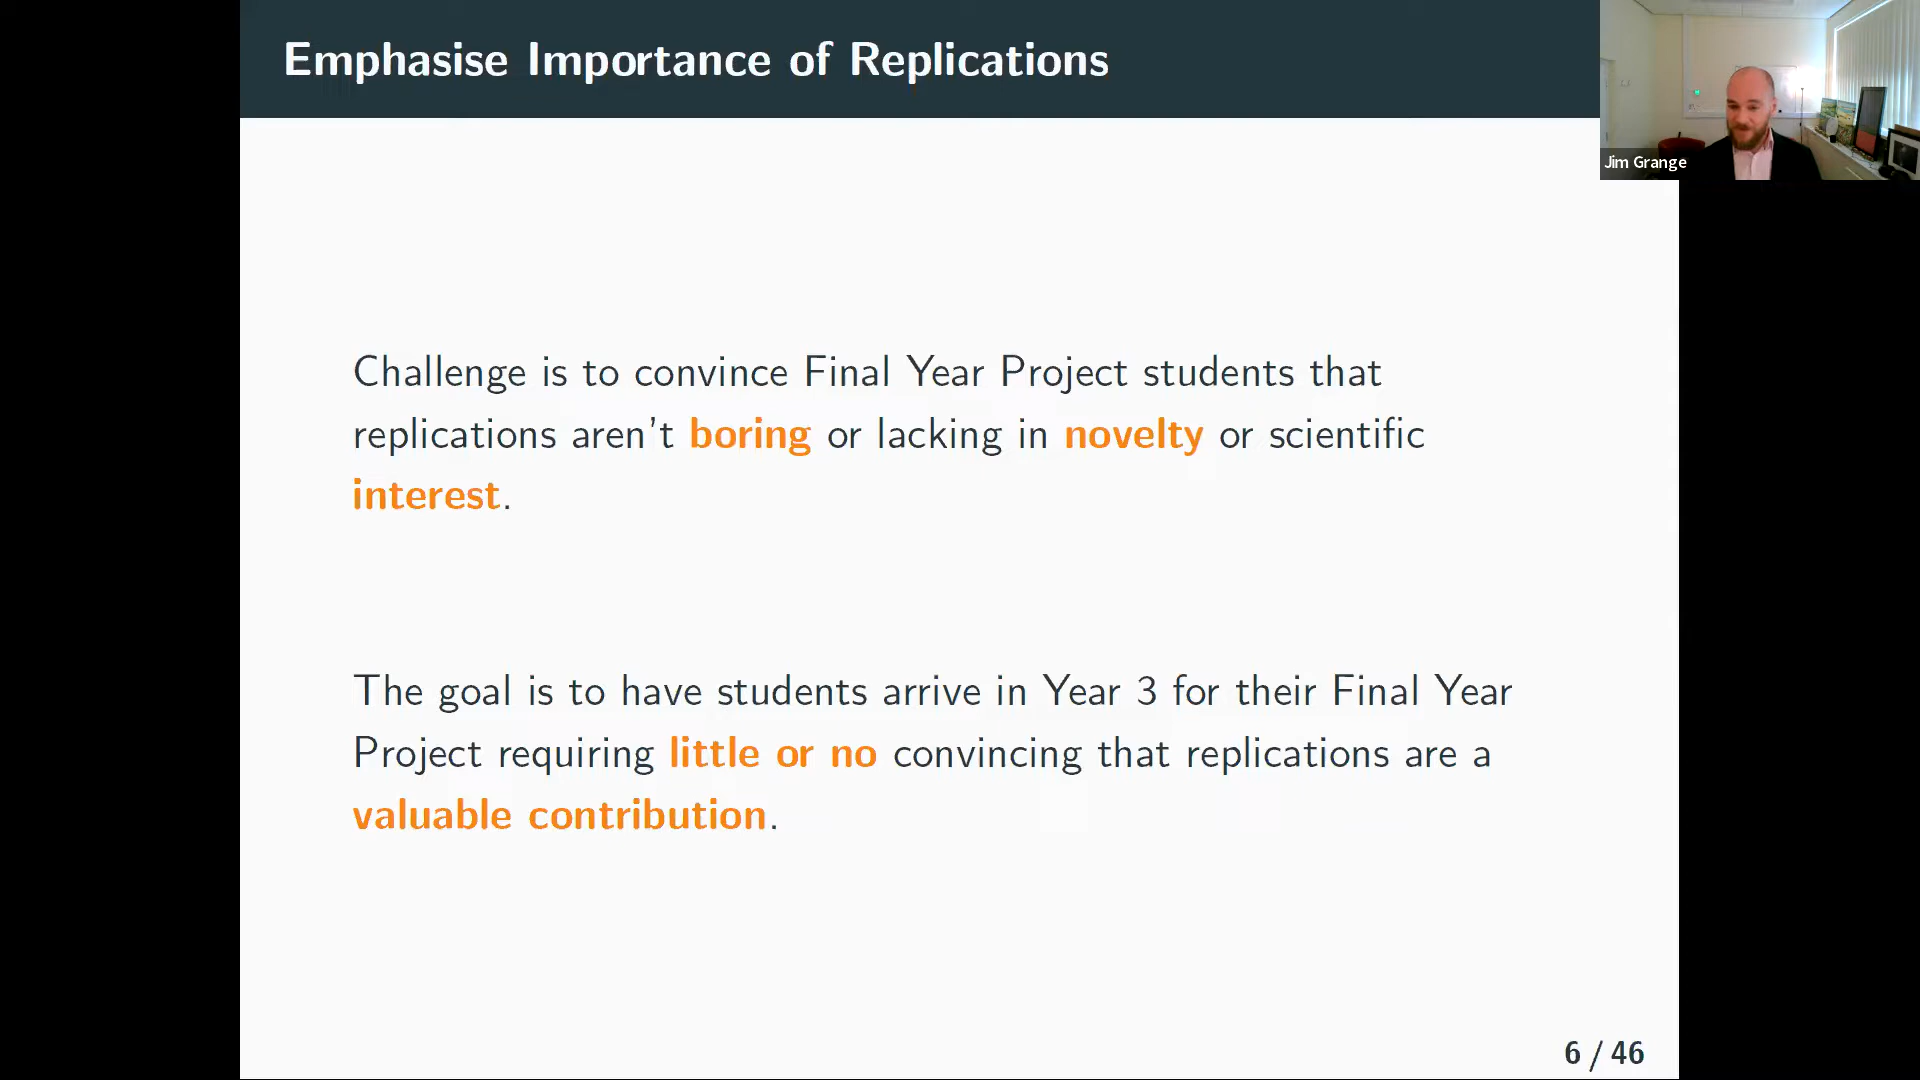 Emphasise Importance of Replications
Jim Grange
Challenge is to convince Final Year Project students that
replications aren't boring or lacking in novelty or scientific
interest.
The goal is to have students arrive in Year 3 for their Final Year
Project requiring little or no convincing that replications are a
valuable contribution.
6 / 46